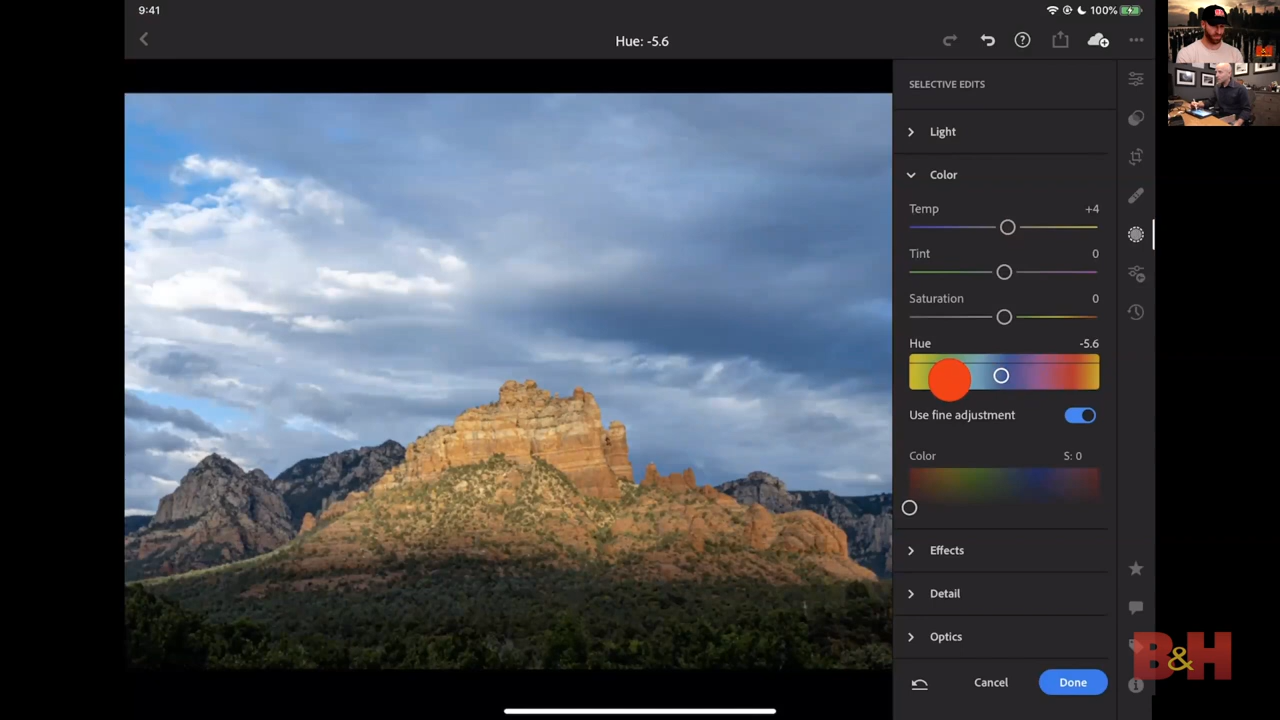 9:41
100%
Hue: -5.6
SELECTIVE EDITS
Light
Color
Temp +4
Tint 0
Saturation 0
Hue -5.6
Use fine adjustment
Color S: 0
Effects
Detail
Optics
Cancel Done
B&H